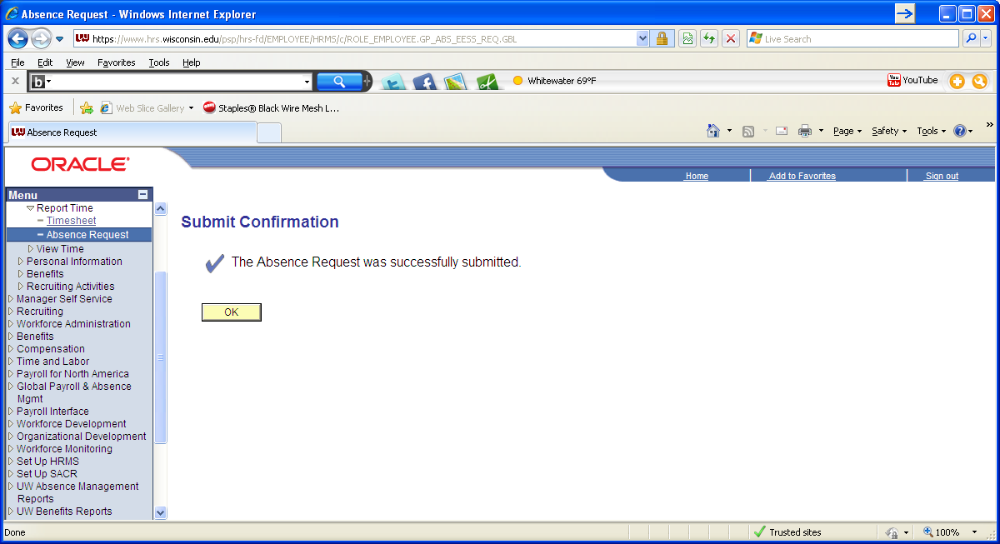 Absence Request - Windows Internet Explorer
https://www.hrs.wisconsin.edu/psp/hrs-fd/EMPLOYEE/HRMS/c/ROLE_EMPLOYEE.GP_ABS_EESS_REQ.GBL
Live Search
File Edit View Favorites Tools Help
x b Whitewater 69°F You Tube YouTube
Favorites Web Slice Gallery Staples® Black Wire Mesh L...
Absence Request
Page Safety Tools »
ORACLE®
Home Add to Favorites Sign out
Menu
Report Time
Timesheet
Absence Request
View Time
Personal Information
Benefits
Recruiting Activities
Manager Self Service
Recruiting
Workforce Administration
Benefits
Compensation
Time and Labor
Payroll for North America
Global Payroll & Absence
Mgmt
Payroll Interface
Workforce Development
Organizational Development
Workforce Monitoring
Set Up HRMS
Set Up SACR
UW Absence Management
Reports
UW Benefits Reports
Submit Confirmation
The Absence Request was successfully submitted.
OK
Done Trusted sites 100%